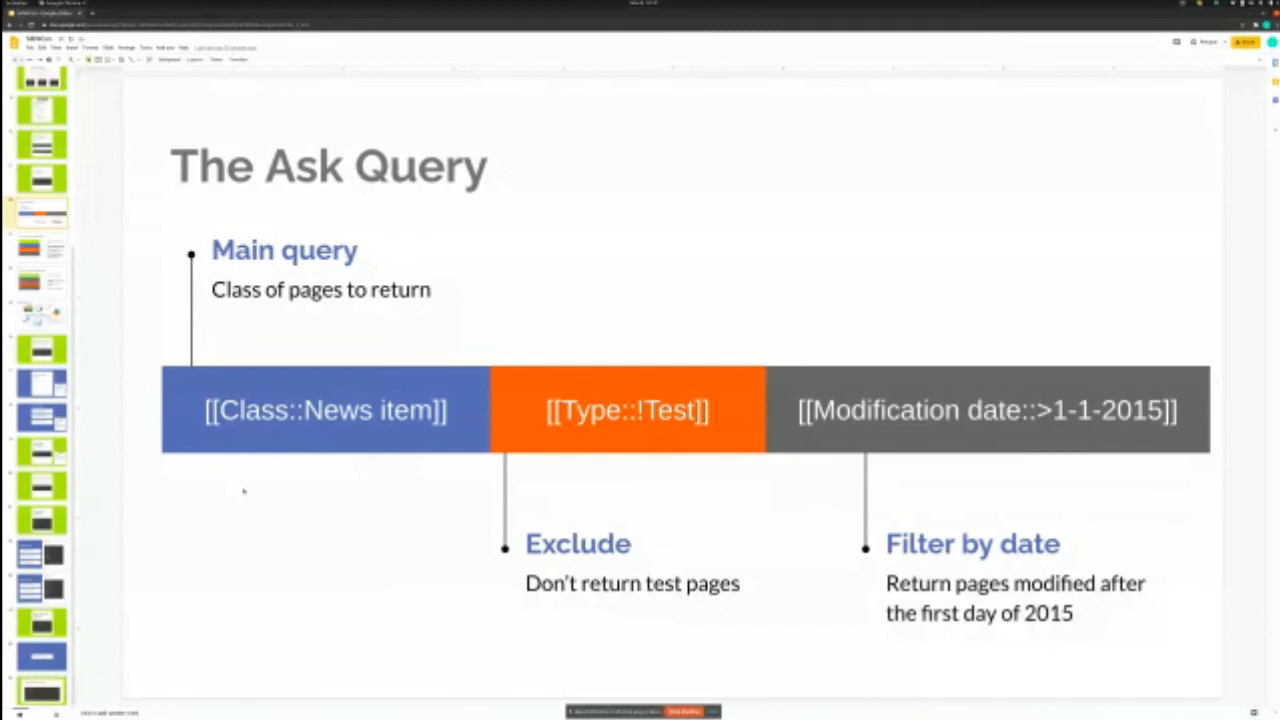 The Ask Query
Main query
Class of pages to return
[[Class::News item]] [[Type::!Test]] [[Modification date::>1-1-2015]]
Exclude
Don't return test pages
Filter by date
Return pages modified after
the first day of 2015